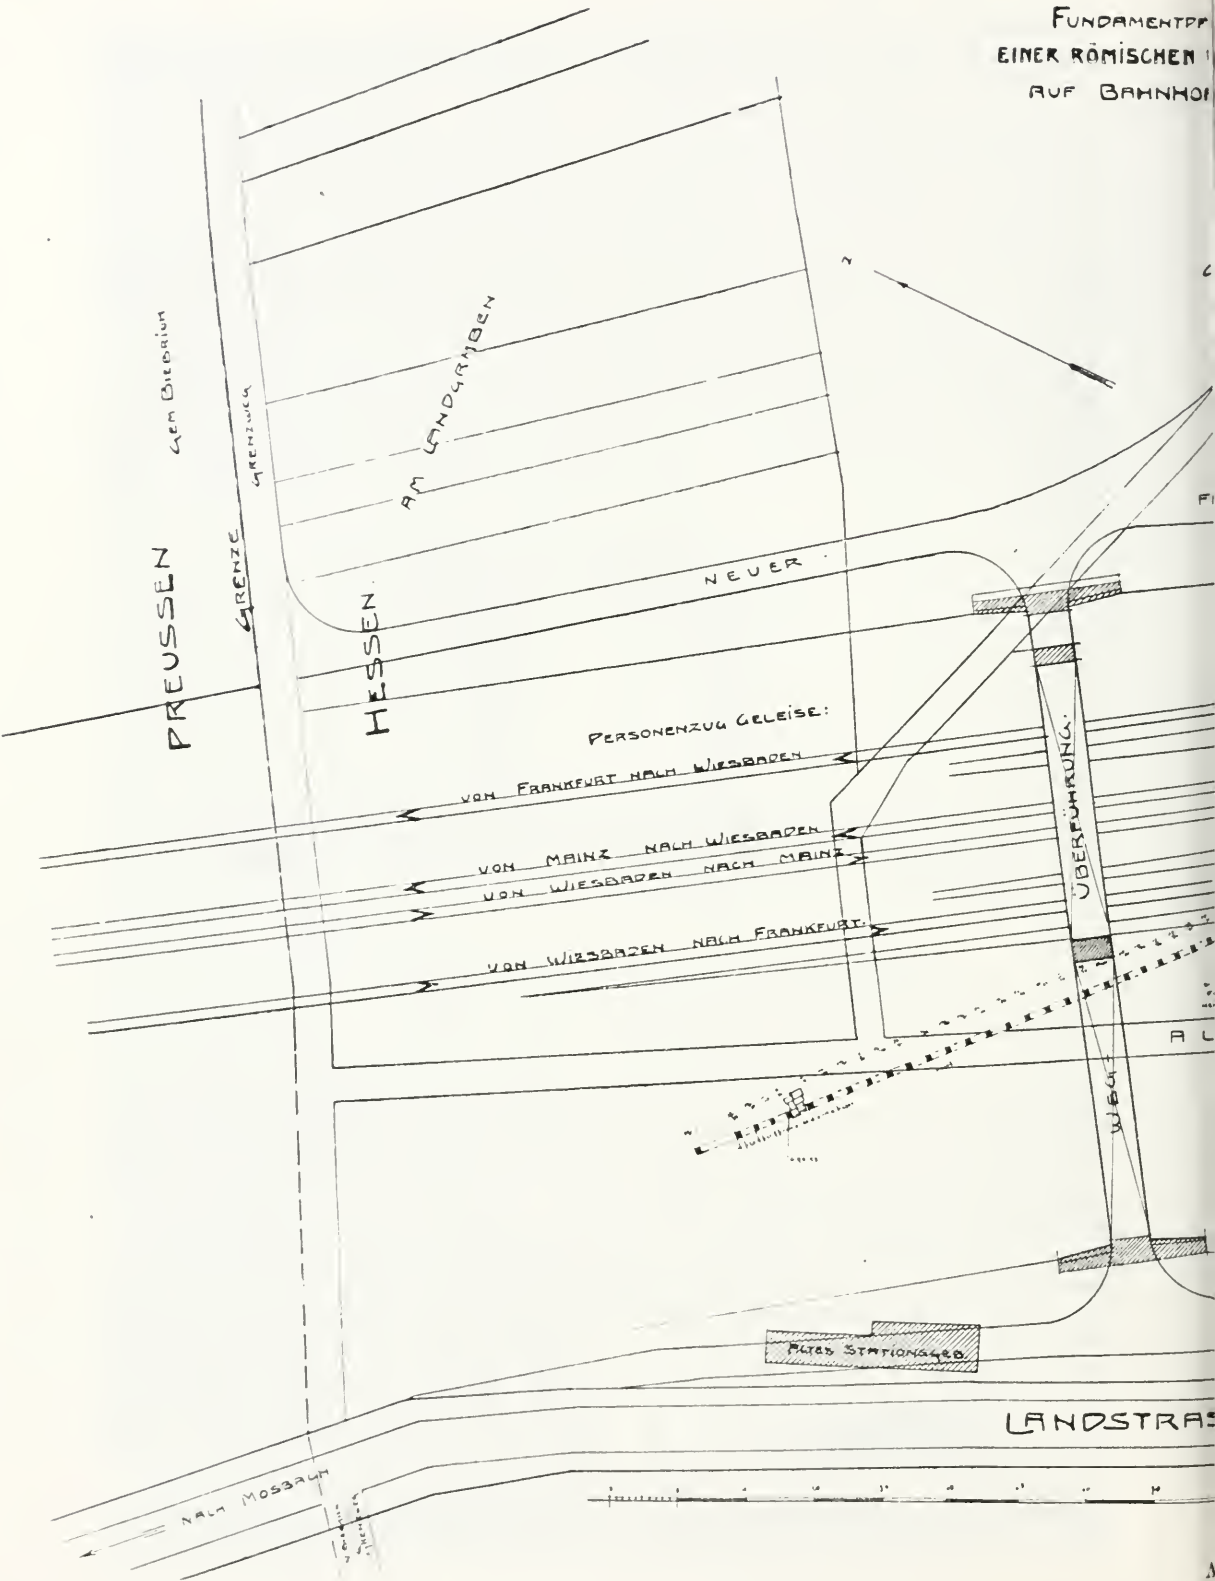 FUNDAMENTPF
EINER RÖMISCHEN
AUF BAHNHOF
N
GEM BIEBRICH
GRENZWEG
AM LANDGRABEN
PREUSSEN
GRENZE
HESSEN
NEUER
FI
PERSONENZUG GELEISE:
VON FRANKFURT NACH WIESBADEN
VON MAINZ NACH WIESBADEN
VON WIESBADEN NACH MAINZ
VON WIESBADEN NACH FRANKFURT.
ÜBERFÜHRUNG.
WEG-
AL
ALTES STATIONSGEB.
LANDSTRAS
NACH MOSBACH